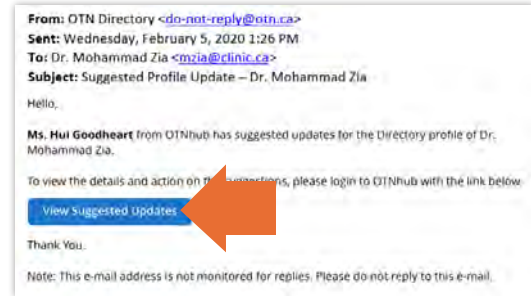 From: OTN Directory <do-not-reply@otn.ca>
Sent: Wednesday, February 5, 2020 1:26 PM
To: Dr. Mohammad Zia <mzia@clinic.ca>
Subject: Suggested Profile Update – Dr. Mohammad Zia
Hello,
Ms. Hui Goodheart from OTNhub has suggested updates for the Directory profile of Dr.
Mohammad Zia.
To view the details and action on suggestions, please login to OTNhub with the link below
View Suggested Updates
Thank You.
Note: This e-mail address is not monitored for replies. Please do not reply to this e-mail.